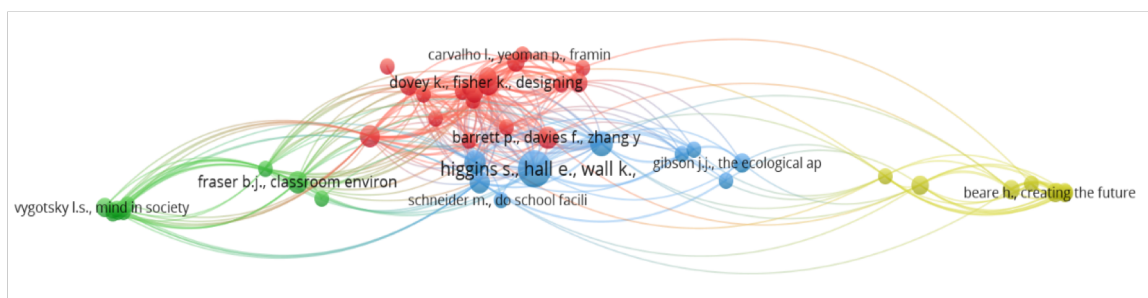 carvalho l., yeoman p., framin
dovey k., fisher k., designing
barrett p., davies f., zhang y
higgins s., hall e., wall k.,
gibson j.j., the ecological ap
fraser b.j., classroom environ
schneider m., do school facili
vygotsky l.s., mind in society
beare h., creating the future